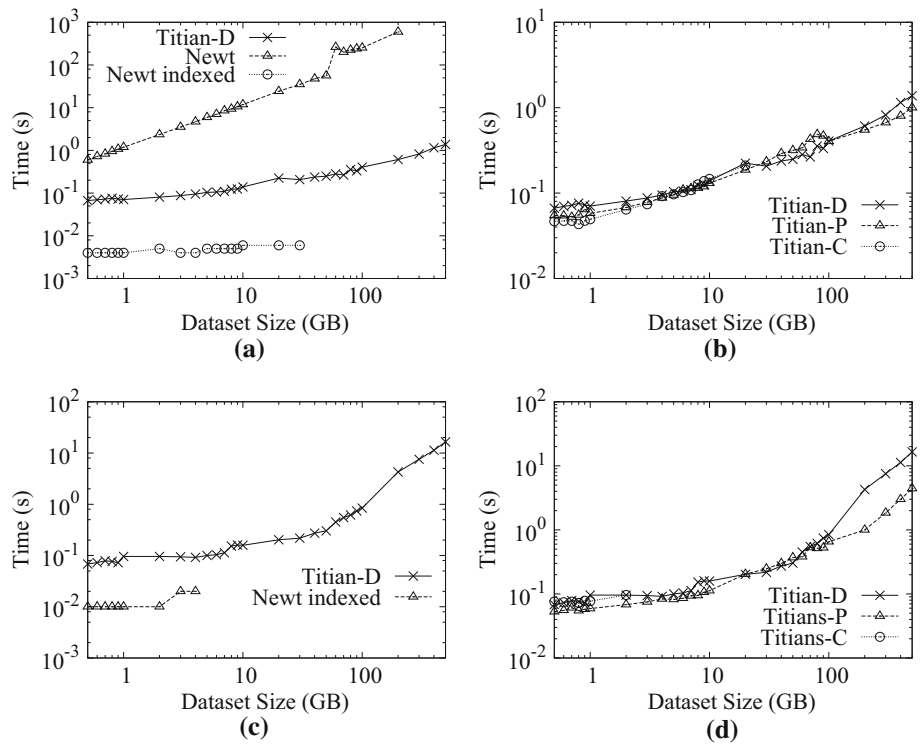 10^3
10^2
10^1
10^0
10^-1
10^-2
10^-3
Time (s)
Titian-D
Newt
Newt indexed
1
10
100
Dataset Size (GB)
(a)
10^1
10^0
10^-1
10^-2
Time (s)
Titian-D
Titian-P
Titian-C
1
10
100
Dataset Size (GB)
(b)
10^2
10^1
10^0
10^-1
10^-2
10^-3
Time (s)
Titian-D
Newt indexed
1
10
100
Dataset Size (GB)
(c)
10^2
10^1
10^0
10^-1
10^-2
Time (s)
Titian-D
Titians-P
Titians-C
1
10
100
Dataset Size (GB)
(d)